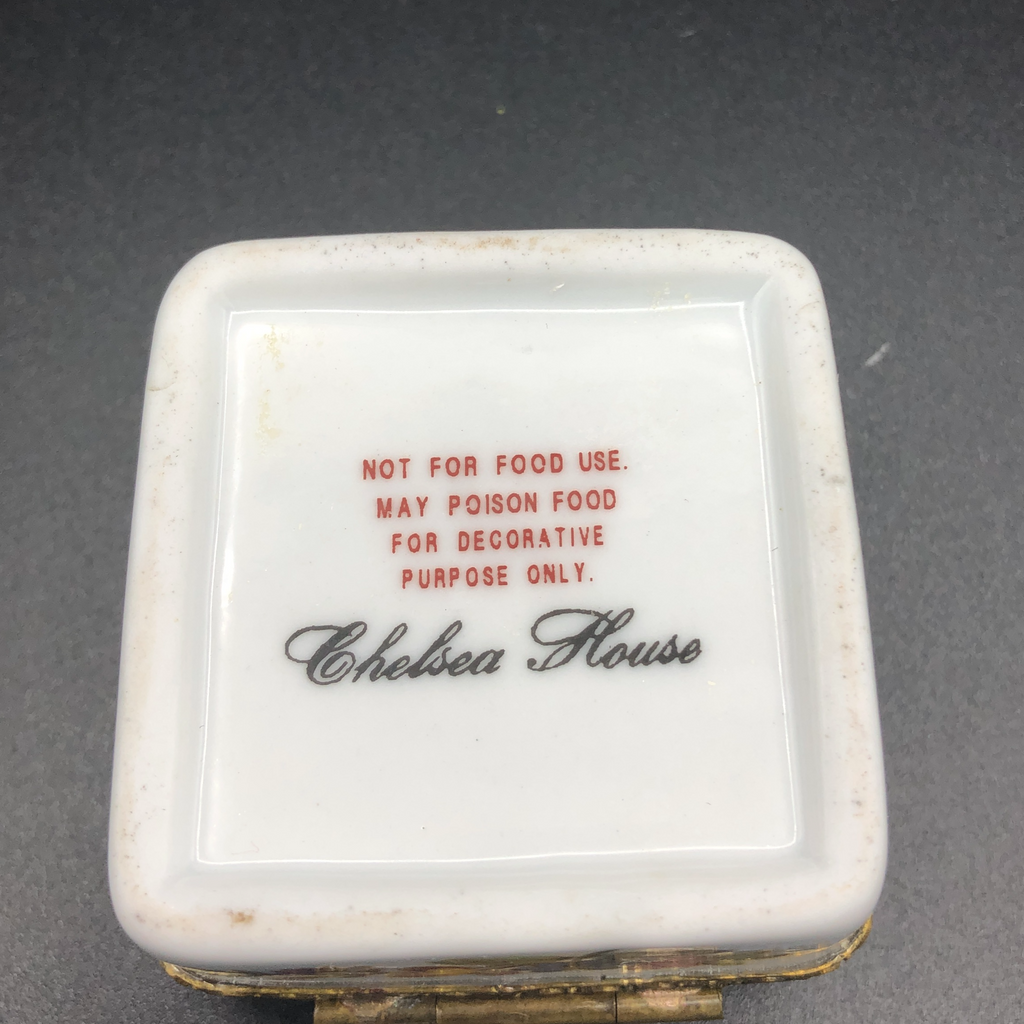 NOT FOR FOOD USE.
MAY POISON FOOD
FOR DECORATIVE
PURPOSE ONLY.
Chelsea House